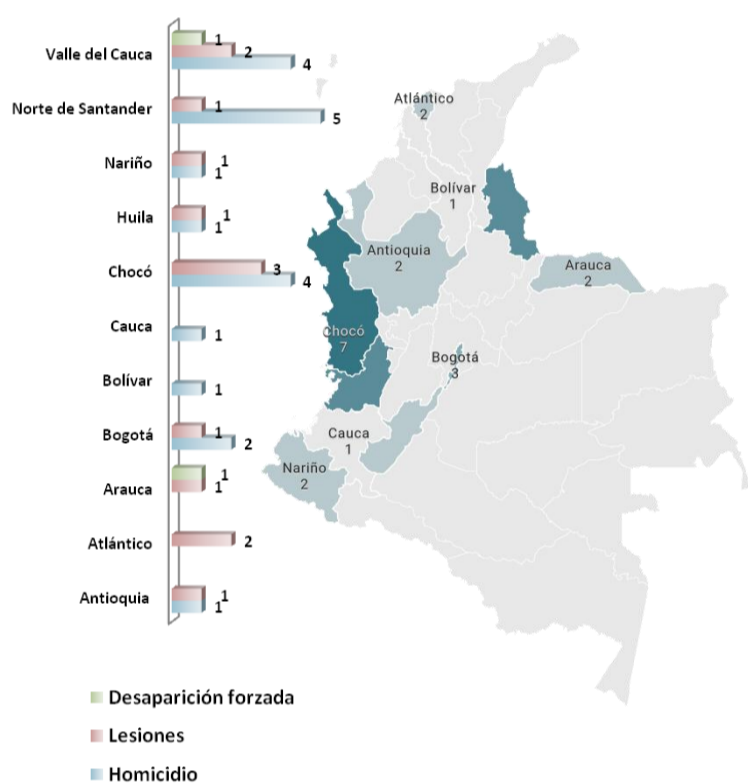 Valle del Cauca
1
2
4
Norte de Santander
1
5
Nariño
1
1
Huila
1
1
Chocó
3
4
Cauca
1
Bolívar
1
Bogotá
1
2
Arauca
1
1
Atlántico
2
Antioquia
1
1
Desaparición forzada
Lesiones
Homicidio
Atlántico
2
Bolívar
1
Antioquia
2
Arauca
2
Chocó
7
Bogotá
3
Cauca
1
Nariño
2